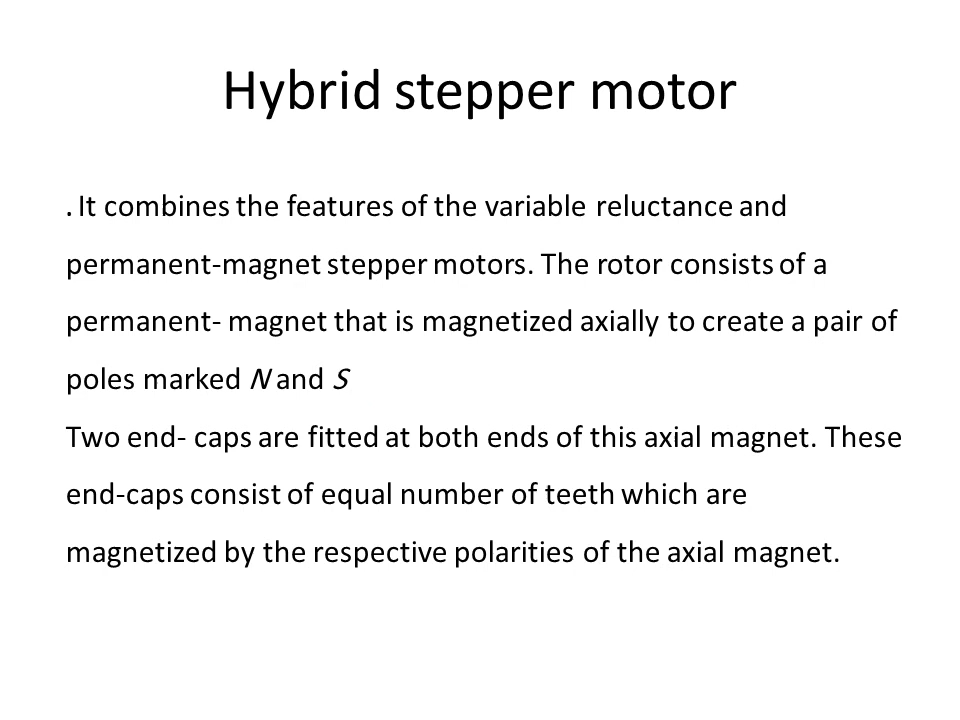 Hybrid stepper motor
. It combines the features of the variable reluctance and
permanent-magnet stepper motors. The rotor consists of a
permanent- magnet that is magnetized axially to create a pair of
poles marked N and S
Two end- caps are fitted at both ends of this axial magnet. These
end-caps consist of equal number of teeth which are
magnetized by the respective polarities of the axial magnet.